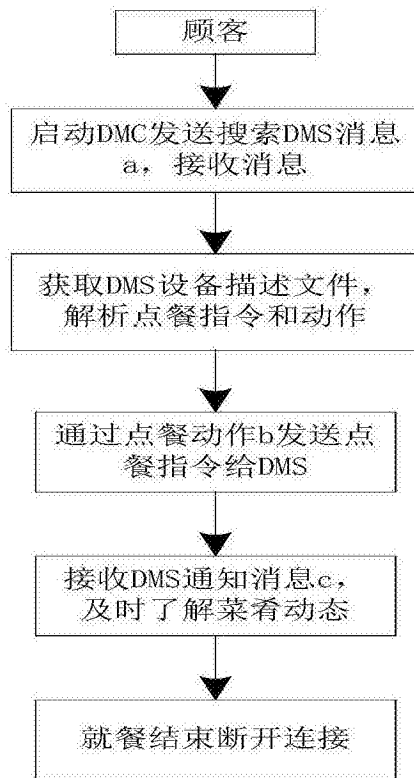 顾客
启动DMC发送搜索DMS消息
a，接收消息
获取DMS设备描述文件，
解析点餐指令和动作
通过点餐动作b发送点
餐指令给DMS
接收DMS通知消息c，
及时了解菜肴动态
就餐结束断开连接